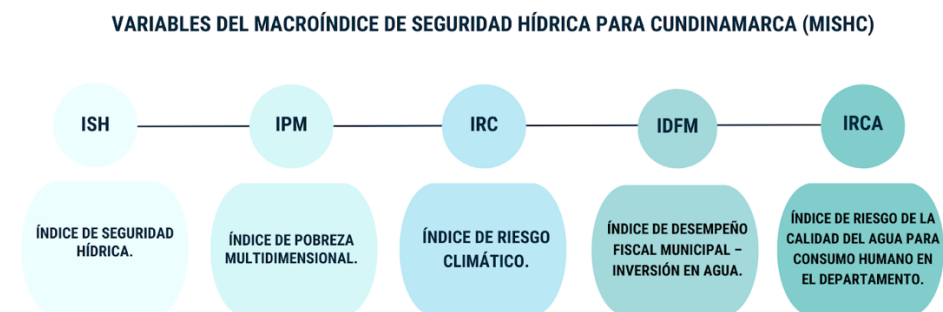 VARIABLES DEL MACROÍNDICE DE SEGURIDAD HÍDRICA PARA CUNDINAMARCA (MISHC)
ISH
IPM
IRC
IDFM
IRCA
ÍNDICE DE SEGURIDAD
HÍDRICA.
ÍNDICE DE POBREZA
MULTIDIMENSIONAL.
ÍNDICE DE RIESGO
CLIMÁTICO.
ÍNDICE DE DESEMPEÑO
FISCAL MUNICIPAL –
INVERSIÓN EN AGUA.
ÍNDICE DE RIESGO DE LA
CALIDAD DEL AGUA PARA
CONSUMO HUMANO EN
EL DEPARTAMENTO.